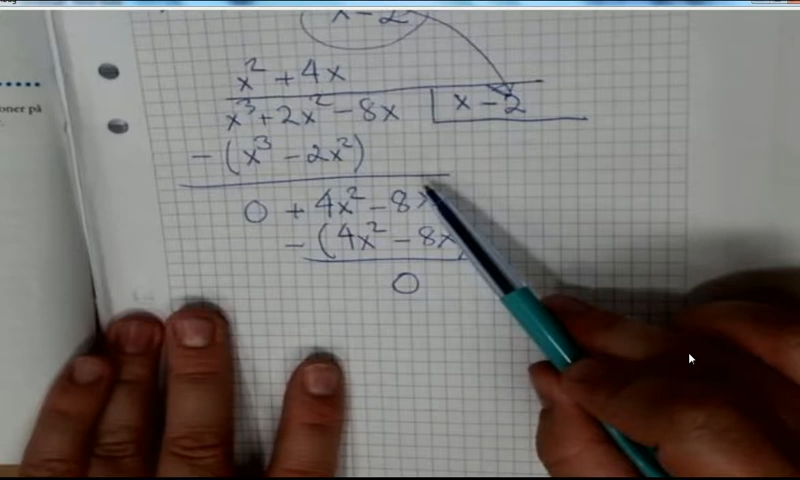 x - 2
x² + 4x
x³ + 2x² - 8x x - 2
oner på
- (x³ - 2x²)
0 + 4x² - 8x
- (4x² - 8x)
0